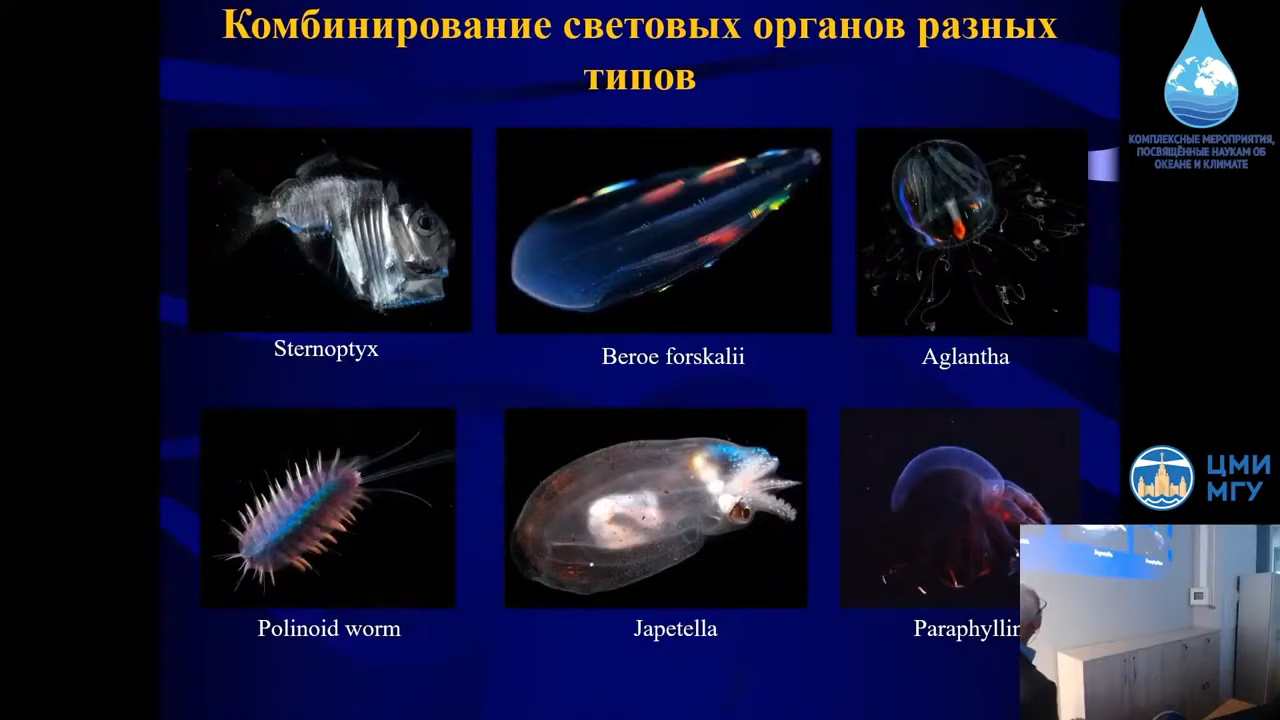 Комбинирование световых органов разных
типов
КОМПЛЕКСНЫЕ МЕРОПРИЯТИЯ,
ПОСВЯЩЁННЫЕ НАУКАМ ОБ
ОКЕАНЕ И КЛИМАТЕ
Sternoptyx
Beroe forskalii
Aglantha
ЦМИ
МГУ
Polinoid worm
Japetella